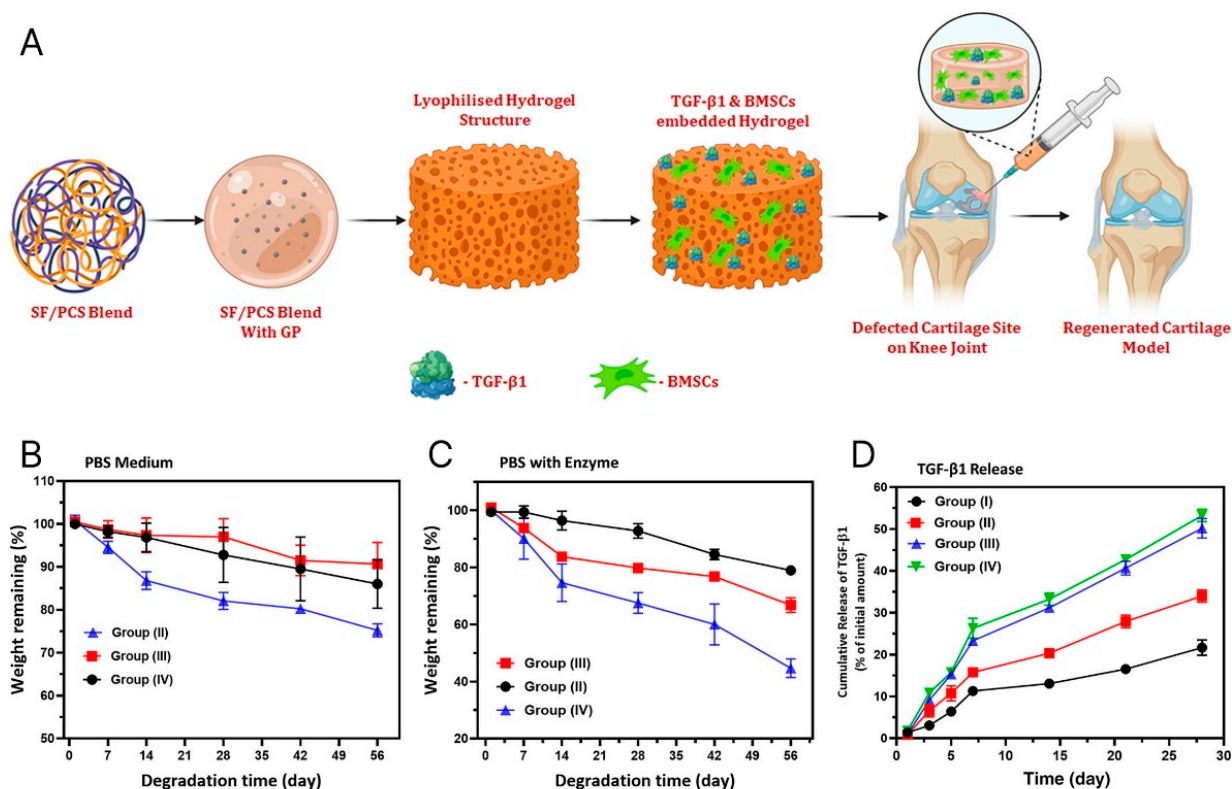 A
Lyophilised Hydrogel
Structure
TGF-β1 & BMSCs
embedded Hydrogel
SF/PCS Blend
SF/PCS Blend
With GP
Defected Cartilage Site
on Knee Joint
Regenerated Cartilage
Model
- TGF-β1
- BMSCs
B
PBS Medium
110
100
90
80
70
60
50
Weight remaining (%)
Group (II)
Group (III)
Group (IV)
0 7 14 21 28 35 42 49 56
Degradation time (day)
C
PBS with Enzyme
100
80
60
40
20
Weight remaining (%)
Group (III)
Group (II)
Group (IV)
0 7 14 21 28 35 42 49 56
Degradation time (day)
D
TGF-β1 Release
60
50
40
30
20
10
0
Cumulative Release of TGF-β1
(% of initial amount)
Group (I)
Group (II)
Group (III)
Group (IV)
0 5 10 15 20 25 30
Time (day)